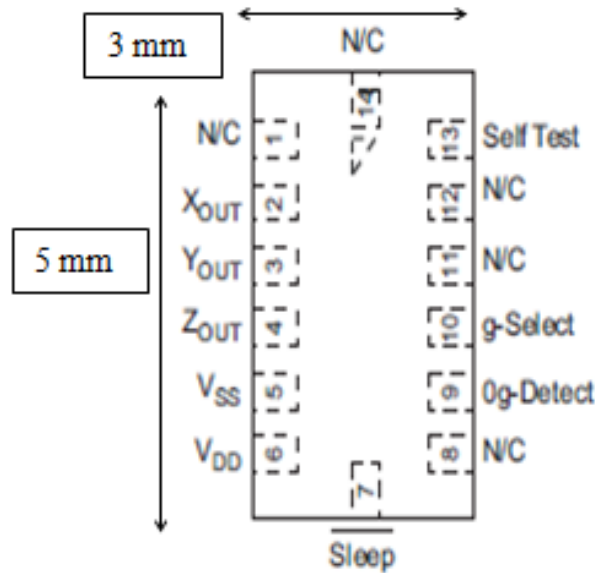 3 mm
N/C
14
N/C 1 13 Self Test
XOUT 2 12 N/C
5 mm
YOUT 3 11 N/C
ZOUT 4 10 g-Select
VSS 5 9 0g-Detect
VDD 6 8 N/C
7
Sleep